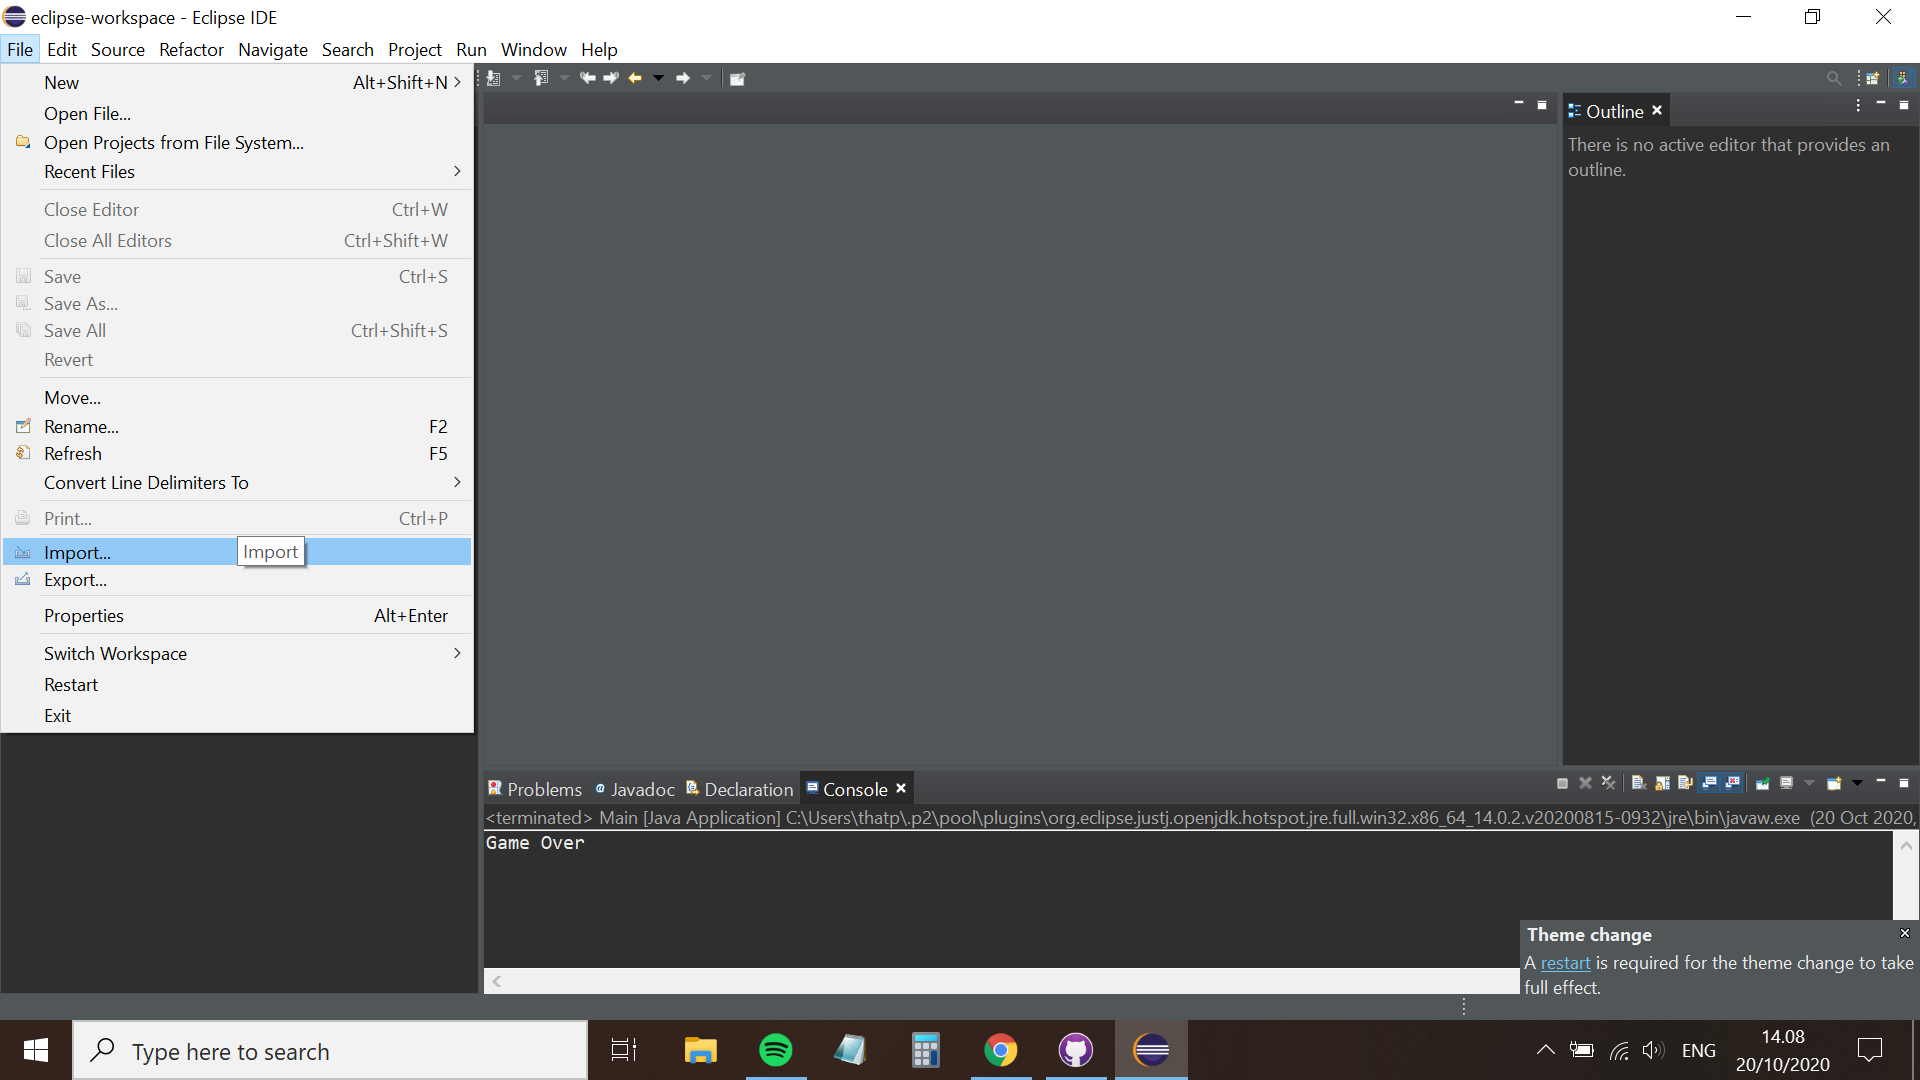 eclipse-workspace - Eclipse IDE
File Edit Source Refactor Navigate Search Project Run Window Help
New Alt+Shift+N
Open File...
Open Projects from File System...
Recent Files
Close Editor Ctrl+W
Close All Editors Ctrl+Shift+W
Save Ctrl+S
Save As...
Save All Ctrl+Shift+S
Revert
Move...
Rename... F2
Refresh F5
Convert Line Delimiters To
Print... Ctrl+P
Import... Import
Export...
Properties Alt+Enter
Switch Workspace
Restart
Exit
Outline
There is no active editor that provides an
outline.
Problems Javadoc Declaration Console
<terminated> Main [Java Application] C:\Users\thatp\.p2\pool\plugins\org.eclipse.justj.openjdk.hotspot.jre.full.win32.x86_64_14.0.2.v20200815-0932\jre\bin\javaw.exe (20 Oct 2020,
Game Over
Theme change
A restart is required for the theme change to take
full effect.
Type here to search
ENG
14.08
20/10/2020